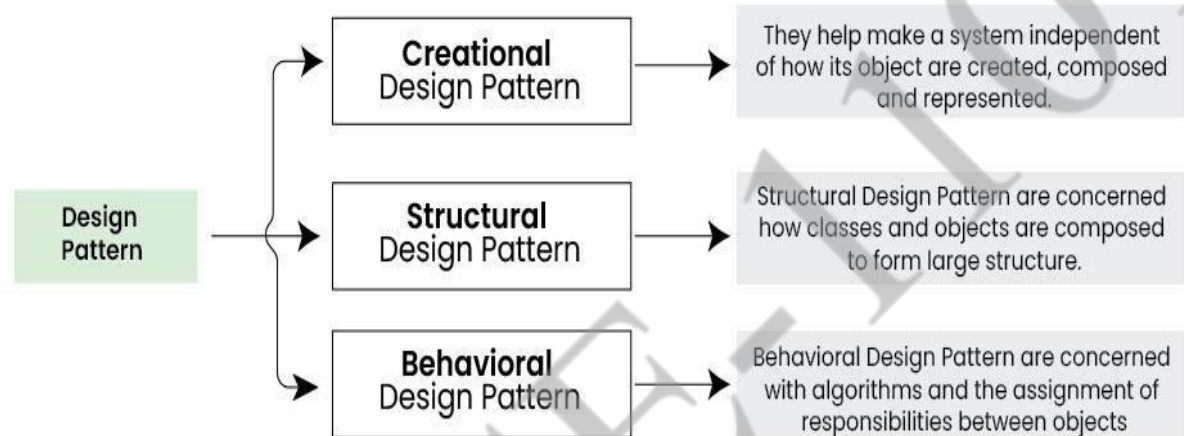 Creational
Design Pattern
They help make a system independent
of how its object are created, composed
and represented.
Design
Pattern
Structural
Design Pattern
Structural Design Pattern are concerned
how classes and objects are composed
to form large structure.
Behavioral
Design Pattern
Behavioral Design Pattern are concerned
with algorithms and the assignment of
responsibilities between objects